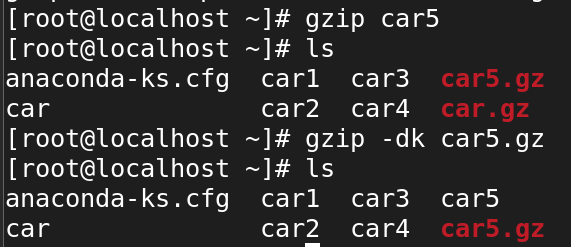 [root@localhost ~]# gzip car5
[root@localhost ~]# ls
anaconda-ks.cfg  car1  car3  car5.gz
car              car2  car4  car.gz
[root@localhost ~]# gzip -dk car5.gz
[root@localhost ~]# ls
anaconda-ks.cfg  car1  car3  car5
car              car2  car4  car5.gz